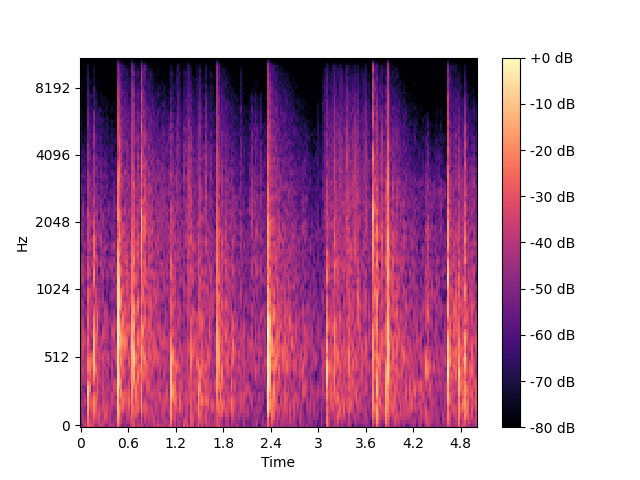 8192
4096
2048
1024
512
0
Hz
0 0.6 1.2 1.8 2.4 3 3.6 4.2 4.8
Time
+0 dB
-10 dB
-20 dB
-30 dB
-40 dB
-50 dB
-60 dB
-70 dB
-80 dB